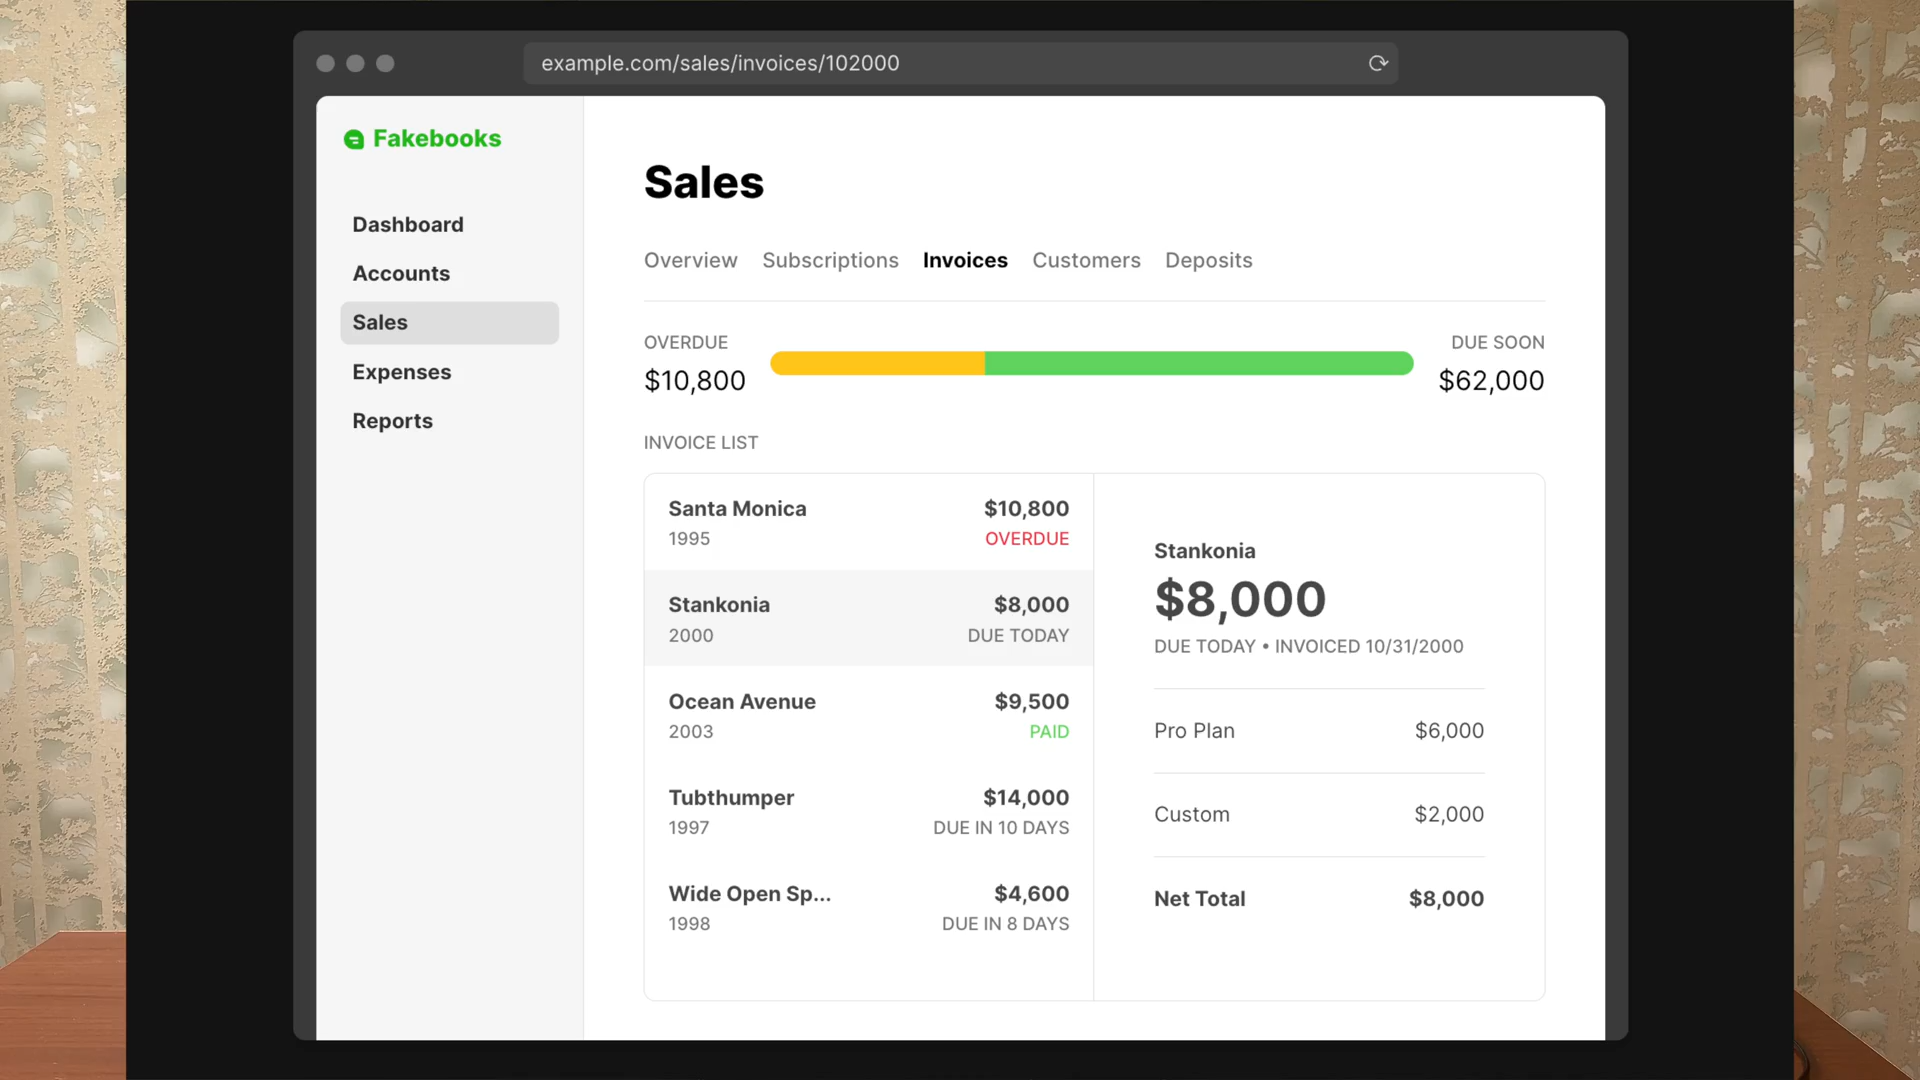 example.com/sales/invoices/102000
Fakebooks
Dashboard
Accounts
Sales
Expenses
Reports
Sales
Overview Subscriptions Invoices Customers Deposits
OVERDUE
$10,800
DUE SOON
$62,000
INVOICE LIST
Santa Monica $10,800
1995 OVERDUE
Stankonia $8,000
2000 DUE TODAY
Ocean Avenue $9,500
2003 PAID
Tubthumper $14,000
1997 DUE IN 10 DAYS
Wide Open Sp... $4,600
1998 DUE IN 8 DAYS
Stankonia
$8,000
DUE TODAY • INVOICED 10/31/2000
Pro Plan $6,000
Custom $2,000
Net Total $8,000